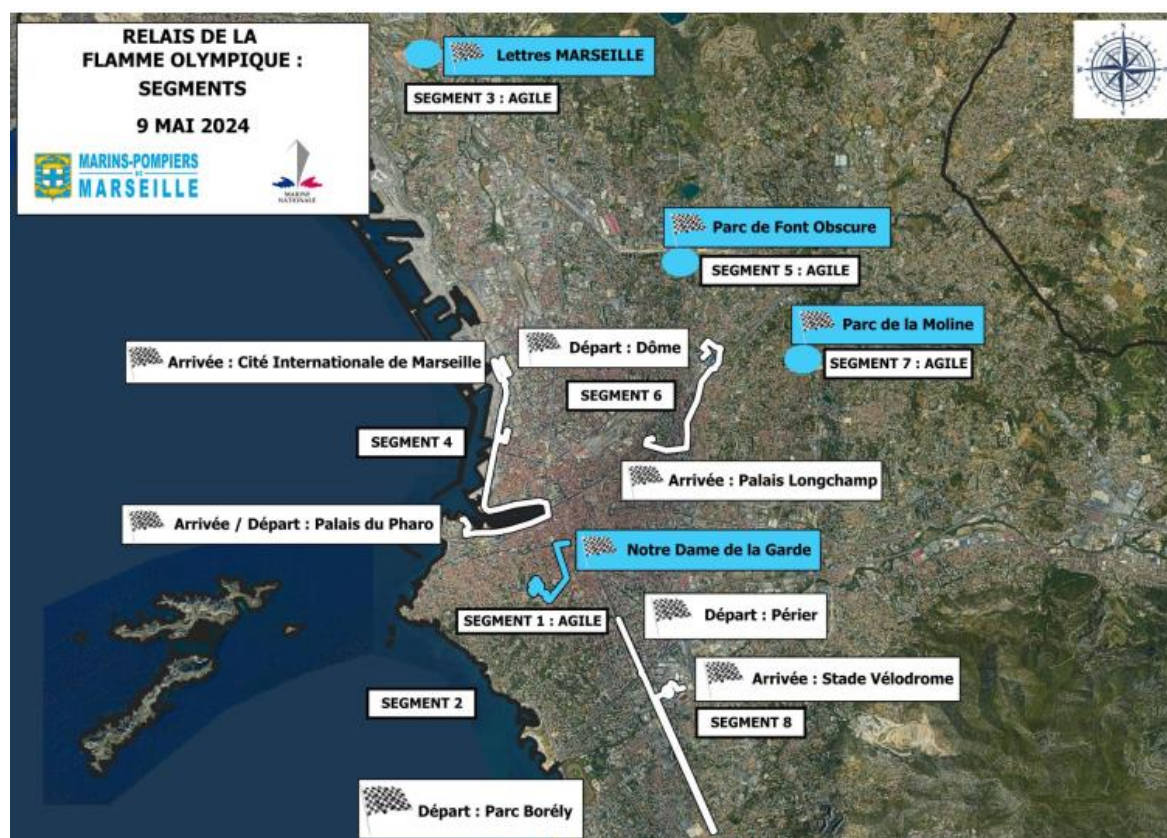 RELAIS DE LA
FLAMME OLYMPIQUE :
SEGMENTS
9 MAI 2024
MARINS-POMPIERS
DE
MARSEILLE
MARINE
NATIONALE
Lettres MARSEILLE
SEGMENT 3 : AGILE
Parc de Font Obscure
SEGMENT 5 : AGILE
Parc de la Moline
SEGMENT 7 : AGILE
Départ : Dôme
Arrivée : Cité Internationale de Marseille
SEGMENT 6
SEGMENT 4
Arrivée : Palais Longchamp
Arrivée / Départ : Palais du Pharo
Notre Dame de la Garde
SEGMENT 1 : AGILE
Départ : Périer
Arrivée : Stade Vélodrome
SEGMENT 2
SEGMENT 8
Départ : Parc Borély